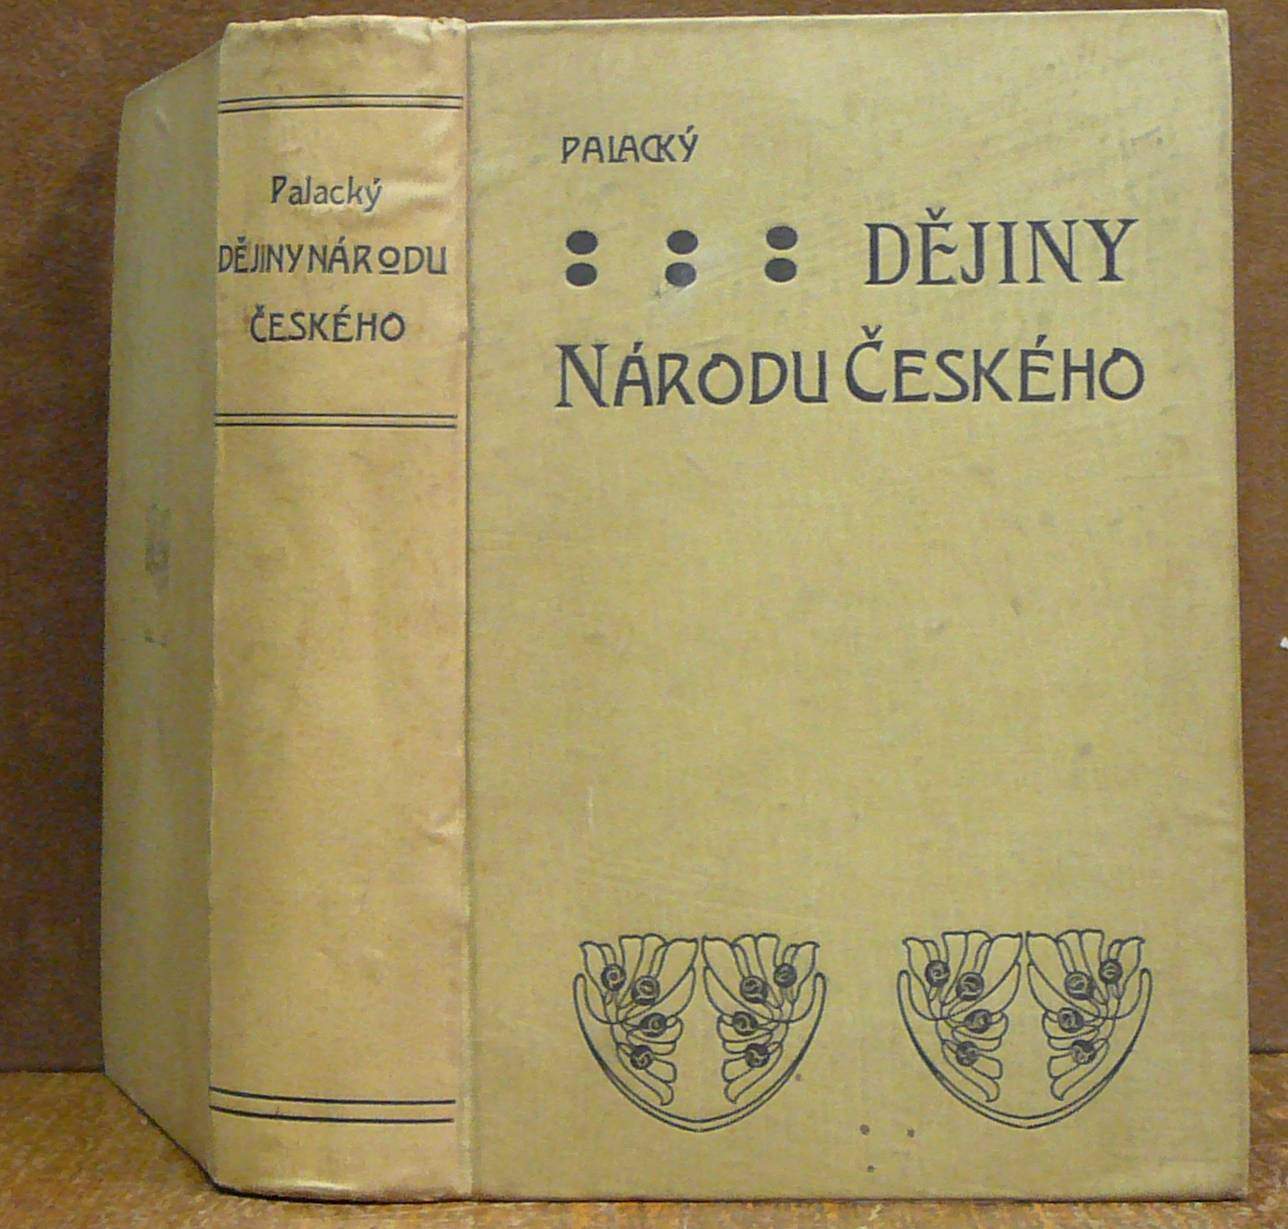 Palacký
DĚJINY NÁRODU
ČESKÉHO
PALACKÝ
DĚJINY
NÁRODU ČESKÉHO